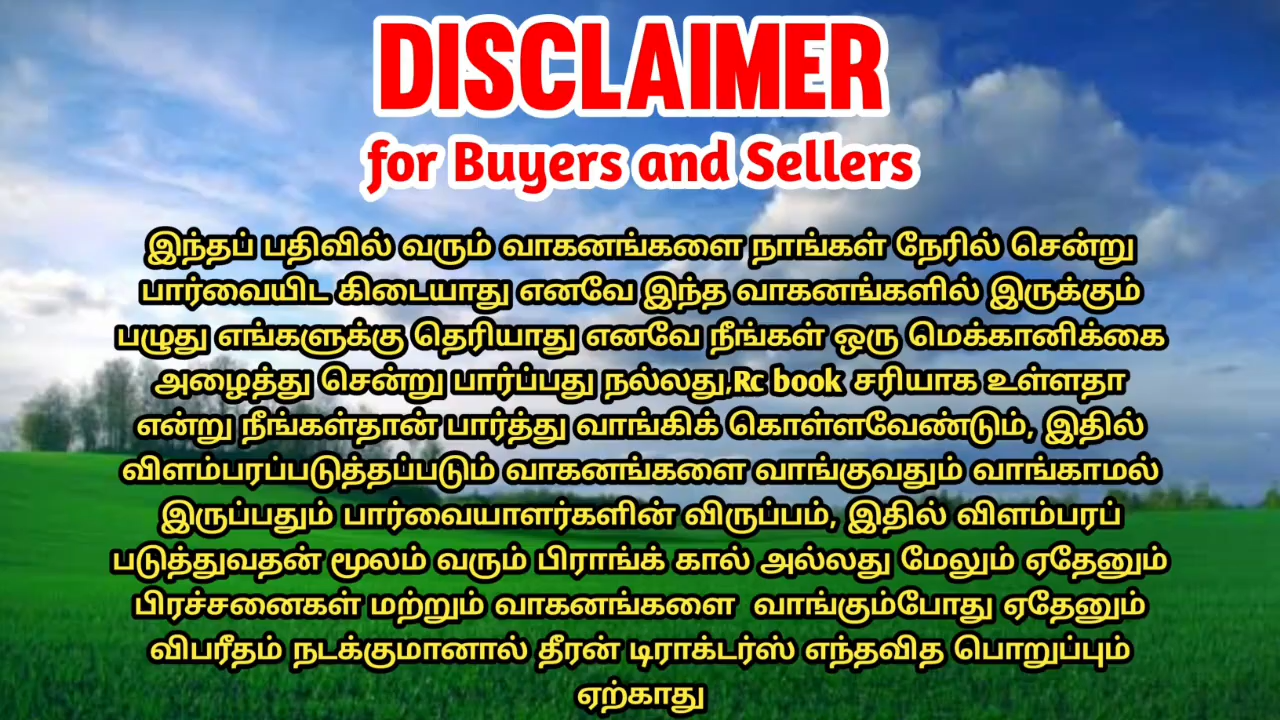 DISCLAIMER
for Buyers and Sellers
இந்தப் பதிவில் வரும் வாகனங்களை நாங்கள் நேரில் சென்று
பார்வையிட கிடையாது எனவே இந்த வாகனங்களில் இருக்கும்
பழுது எங்களுக்கு தெரியாது எனவே நீங்கள் ஒரு மெக்கானிக்கை
அழைத்து சென்று பார்ப்பது நல்லது,Rc book சரியாக உள்ளதா
என்று நீங்கள்தான் பார்த்து வாங்கிக் கொள்ளவேண்டும், இதில்
விளம்பரப்படுத்தப்படும் வாகனங்களை வாங்குவதும் வாங்காமல்
இருப்பதும் பார்வையாளர்களின் விருப்பம், இதில் விளம்பரப்
படுத்துவதன் மூலம் வரும் பிராங்க் கால் அல்லது மேலும் ஏதேனும்
பிரச்சனைகள் மற்றும் வாகனங்களை வாங்கும்போது ஏதேனும்
விபரீதம் நடக்குமானால் தீரன் டிராக்டர்ஸ் எந்தவித பொறுப்பும்
ஏற்காது